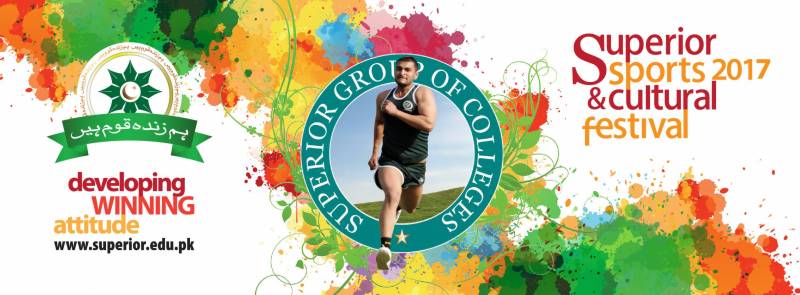 ہم زندہ قوم ہیں
developing
WINNING
attitude
www.superior.edu.pk
SUPERIOR GROUP OF COLLEGES
Superior
sports 2017
& cultural
festival